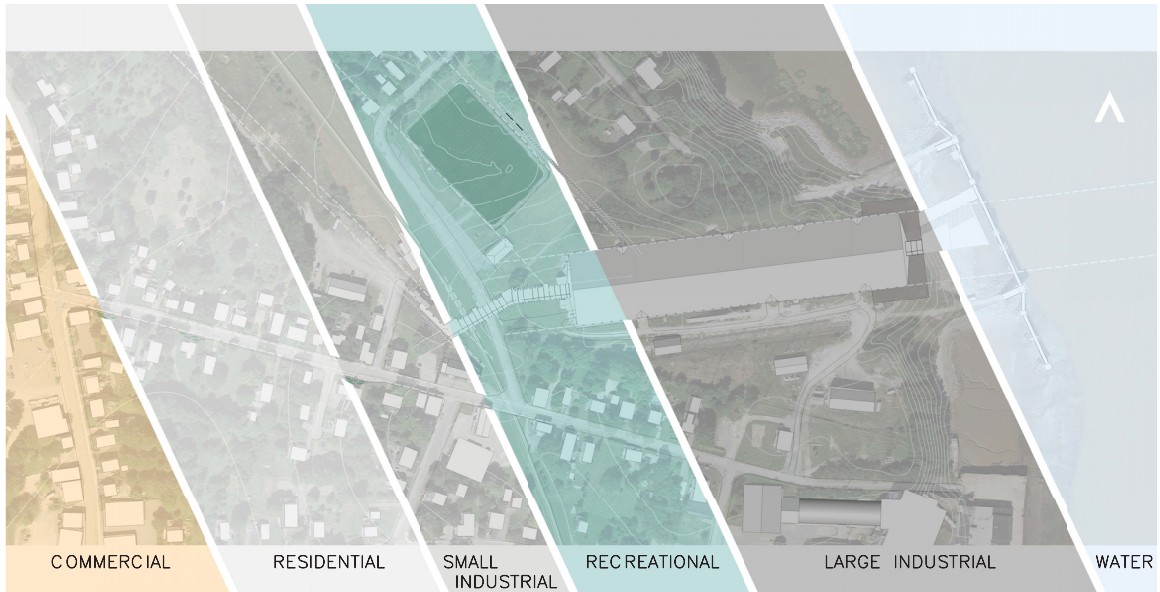 COMMERCIAL
RESIDENTIAL
SMALL
INDUSTRIAL
RECREATIONAL
LARGE INDUSTRIAL
WATER